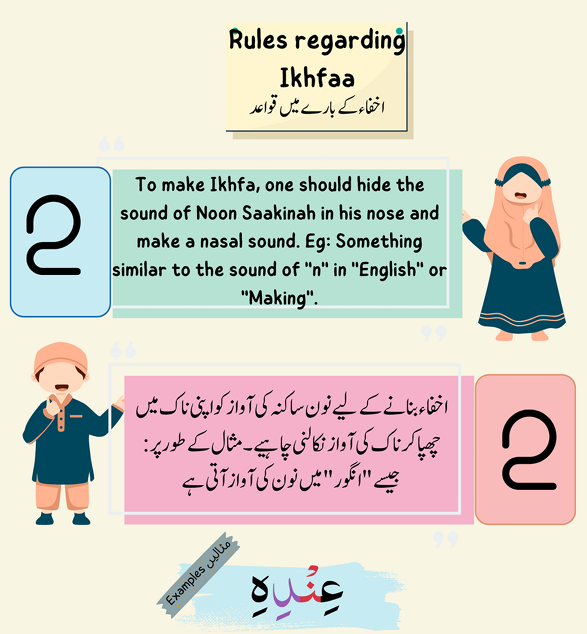 Rules regarding
Ikhfaa
اخفاء کے بارے میں قواعد
2
To make Ikhfa, one should hide the
sound of Noon Saakinah in his nose and
make a nasal sound. Eg: Something
similar to the sound of "n" in "English" or
"Making".
اخفاء بنانے کے لیے نون ساکنہ کی آواز کو اپنی ناک میں
چھپا کر ناک کی آواز نکالنی چاہیے۔ مثال کے طور پر:
جیسے "انگور" میں نون کی آواز آتی ہے
2
Examples مثالیں
عِنْدِہِ